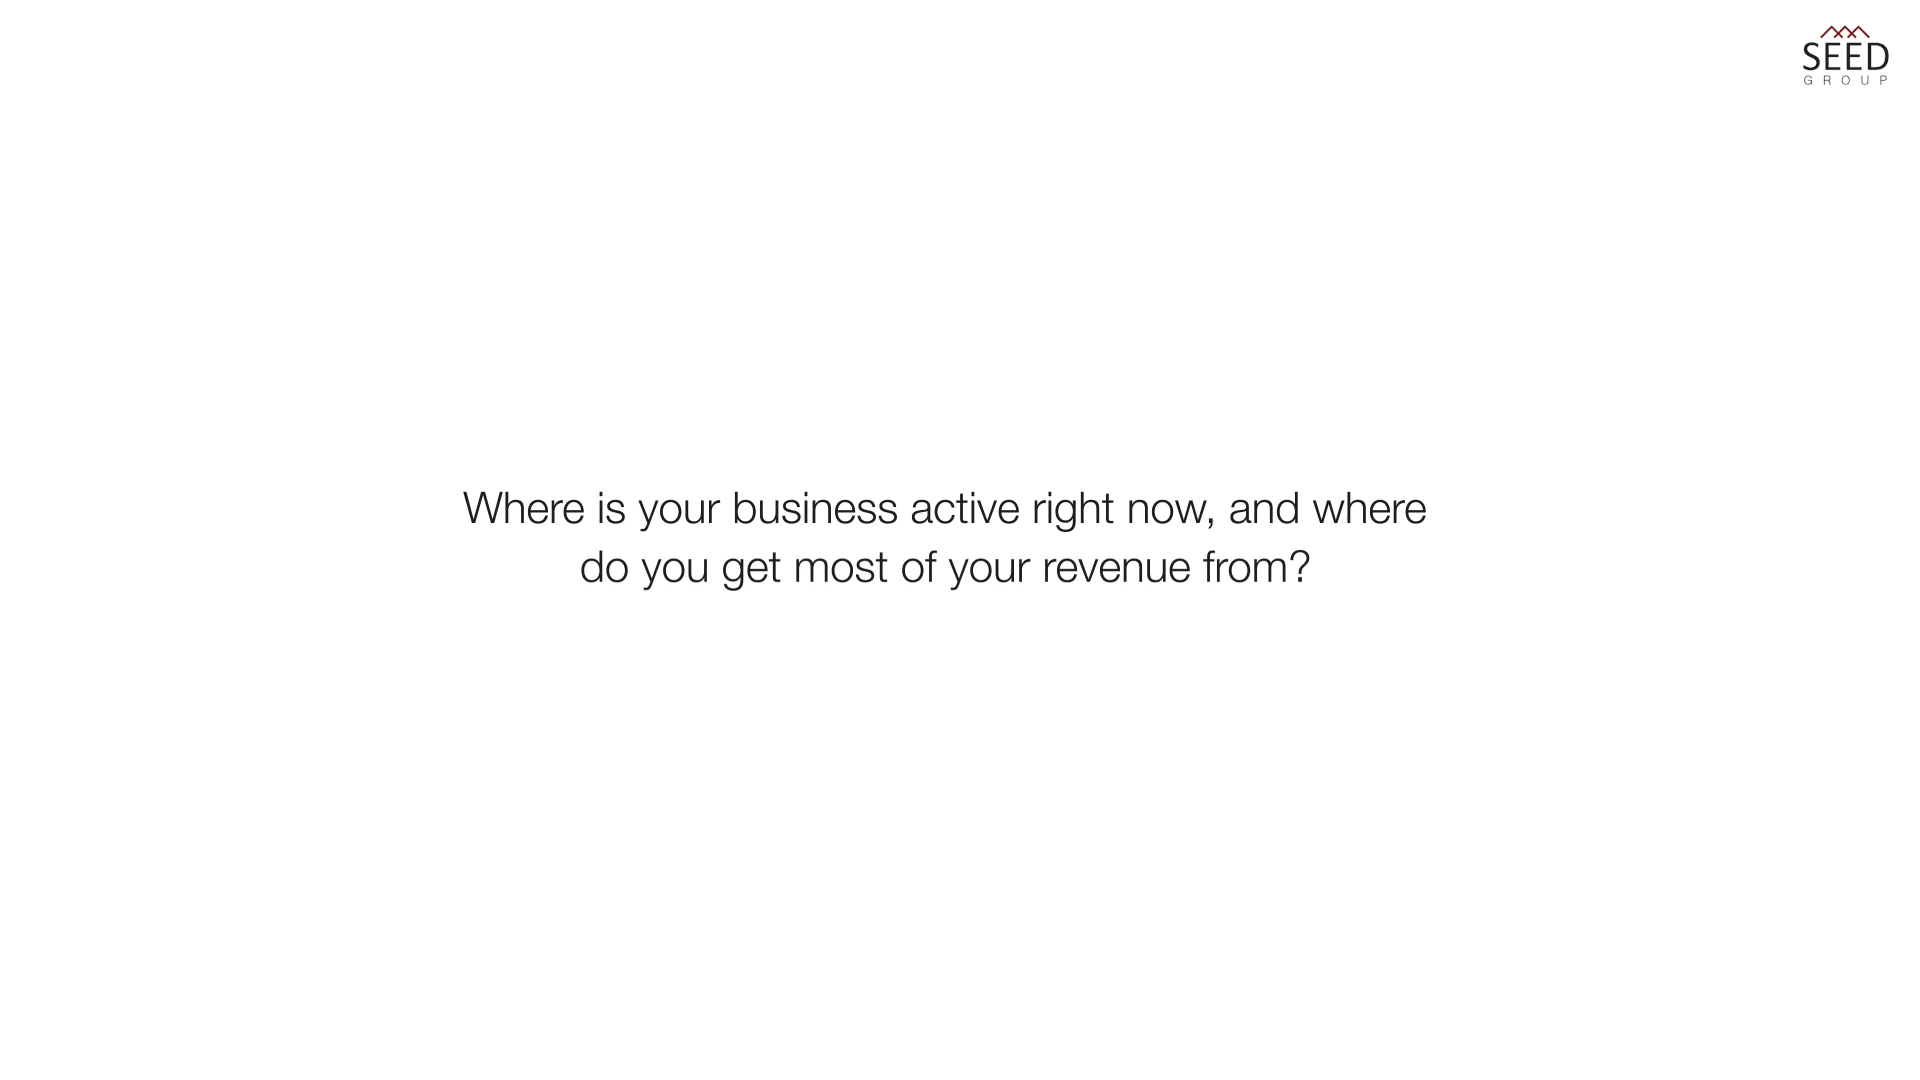 SEED
GROUP
Where is your business active right now, and where
do you get most of your revenue from?